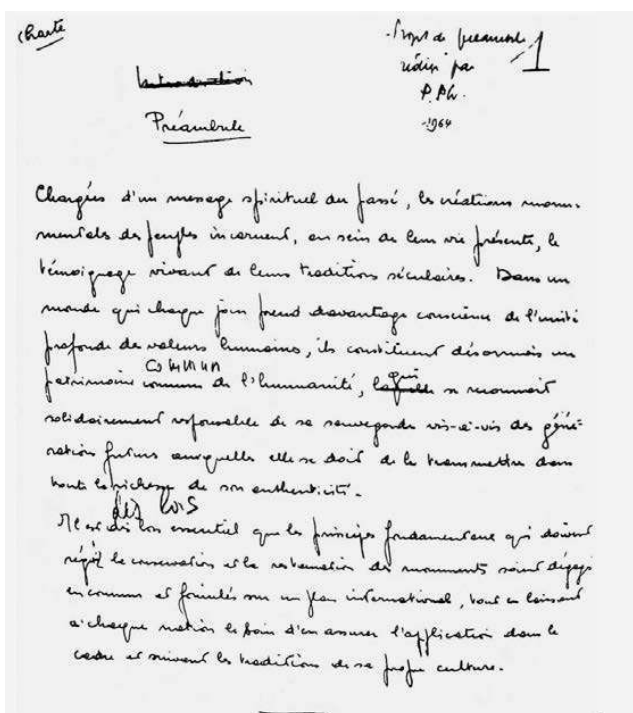 Charte
Projet de préambule
rédigé par
P. Ph.
1964
1
Introduction
Préambule
Chargées d'un message spirituel du passé, les créations monu-
mentales des peuples incarnent, au sein de leur vie présente, le
témoignage vivant de leurs traditions séculaires. Dans un
monde qui chaque jour prend davantage conscience de l'unité
profonde des valeurs humaines, ils constituent désormais un
commun
patrimoine commun de l'humanité, laquelle qui se reconnait
solidairement responsable de sa sauvegarde vis-à-vis des géné-
rations futures auxquelles elle se doit de le transmettre dans
toute la richesse de son authenticité.
dès lors
Il est dès lors essentiel que les principes fondamentaux qui doivent
régir la conservation et la restauration des monuments soient dégagés
en commun et formulés sur un plan international, tout en laissant
à chaque nation le soin d'en assurer l'application dans le
cadre et suivant les traditions de sa propre culture.